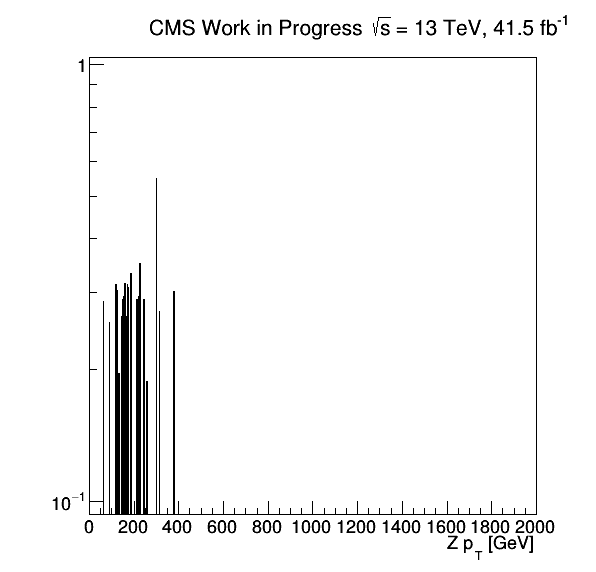 CMS Work in Progress √s = 13 TeV, 41.5 fb⁻¹
1
10⁻¹
0 200 400 600 800 1000 1200 1400 1600 1800 2000
Z p_T [GeV]